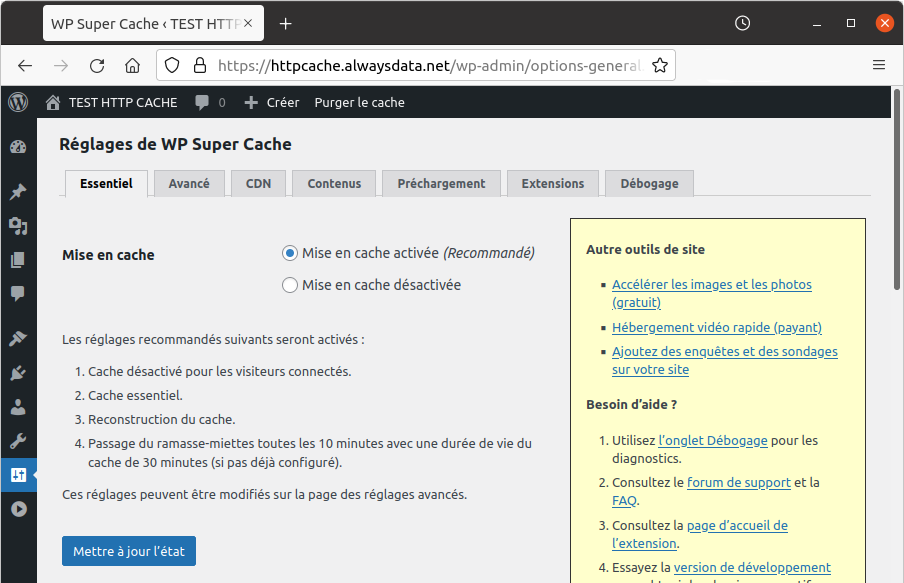 WP Super Cache ‹ TEST HTTP
https://httpcache.alwaysdata.net/wp-admin/options-general.
TEST HTTP CACHE 0 Créer Purger le cache
Réglages de WP Super Cache
Essentiel Avancé CDN Contenus Préchargement Extensions Débogage
Mise en cache
Mise en cache activée (Recommandé)
Mise en cache désactivée
Les réglages recommandés suivants seront activés :
1. Cache désactivé pour les visiteurs connectés.
2. Cache essentiel.
3. Reconstruction du cache.
4. Passage du ramasse-miettes toutes les 10 minutes avec une durée de vie du
cache de 30 minutes (si pas déjà configuré).
Ces réglages peuvent être modifiés sur la page des réglages avancés.
Mettre à jour l’état
Autre outils de site
Accélérer les images et les photos
(gratuit)
Hébergement vidéo rapide (payant)
Ajoutez des enquêtes et des sondages
sur votre site
Besoin d’aide ?
1. Utilisez l’onglet Débogage pour les
diagnostics.
2. Consultez le forum de support et la
FAQ.
3. Consultez la page d’accueil de
l’extension.
4. Essayez la version de développement